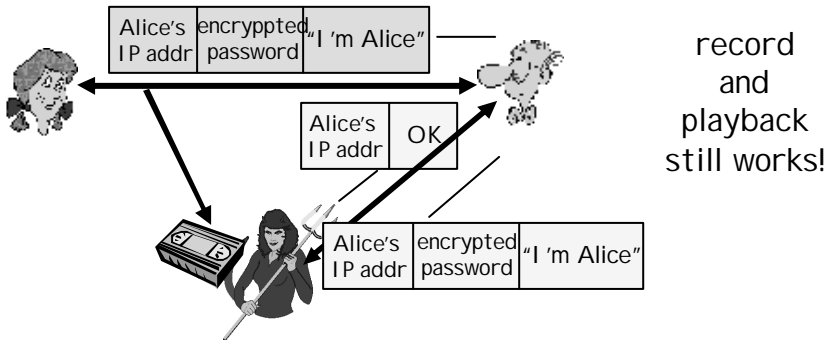 Alice's encryppted "I 'm Alice"
IP addr password
record
and
playback
still works!
Alice's OK
IP addr
Alice's encrypted "I 'm Alice"
IP addr password